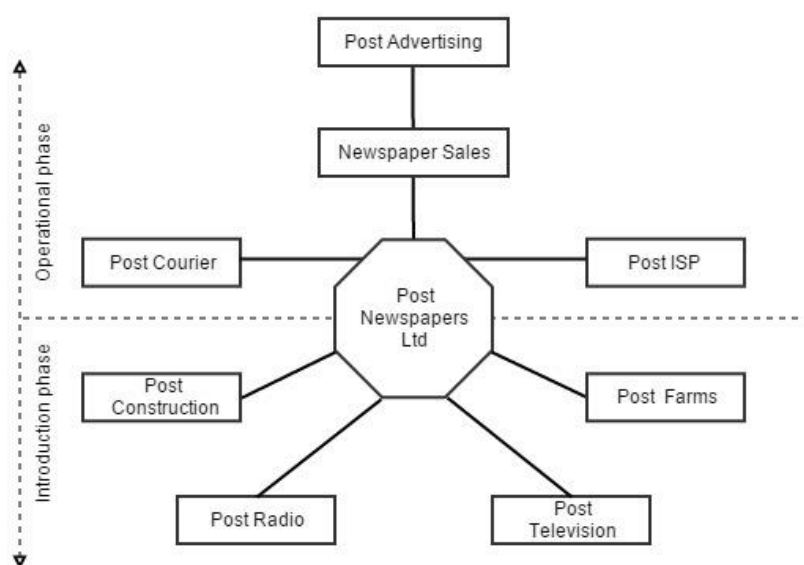 Post Advertising
Operational phase
Newspaper Sales
Post Courier
Post
Newspapers
Ltd
Post ISP
Introduction phase
Post
Construction
Post Farms
Post Radio
Post
Television